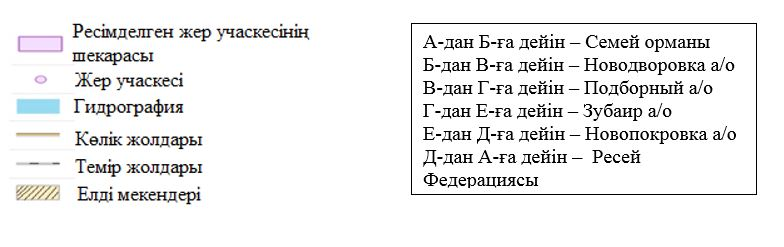 Ресімделген жер учаскесінің
шекарасы
Жер учаскесі
Гидрография
Көлік жолдары
Темір жолдары
Елді мекендері
А-дан Б-ға дейін – Семей орманы
Б-дан В-ға дейін – Новодворовка а/о
В-дан Г-ға дейін – Подборный а/о
Г-дан Е-ға дейін – Зубаир а/о
Е-дан Д-ға дейін – Новопокровка а/о
Д-дан А-ға дейін – Ресей
Федерациясы